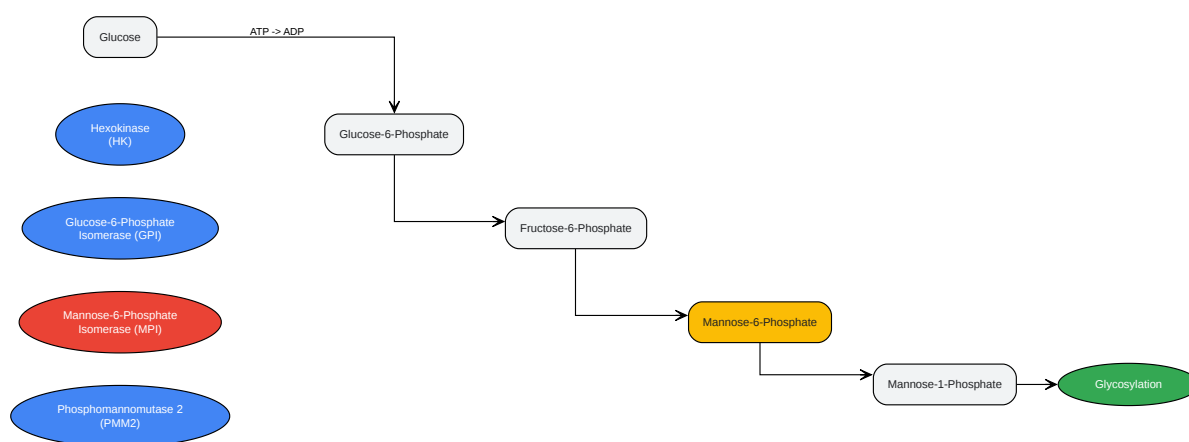 Glucose
ATP -> ADP
Hexokinase
(HK)
Glucose-6-Phosphate
Glucose-6-Phosphate
Isomerase (GPI)
Fructose-6-Phosphate
Mannose-6-Phosphate
Isomerase (MPI)
Mannose-6-Phosphate
Mannose-1-Phosphate
Glycosylation
Phosphomannomutase 2
(PMM2)